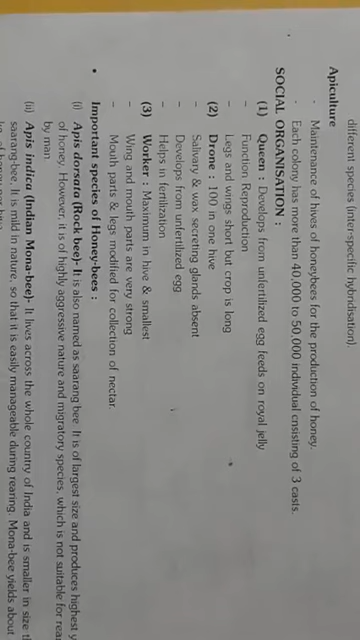 different species (inter-specific hybridisation)
Apiculture
- Maintenance of hives of honeybees for the production of honey.
- Each colony has more than 40,000 to 50,000 individual cnsisting of 3 casts.
SOCIAL ORGANISATION :
(1) Queen : Develops from unfertilized egg feeds on royal jelly
- Function Reproduction
- Legs and wings short but crop is long
(2) Drone : 100 in one hive
- Salivary & wax secreting glands absent
- Develops from unfertilized egg
- Helps in fertilization
(3) Worker : Maximum in hive & smallest
- Wing and mouth parts are very strong
- Mouth parts & legs modified for collection of nectar.
• Important species of Honey-bees :
(i) Apis dorsata (Rock bee)- It is also named as saarang bee. It is of largest size and produces highest
of honey. However, it is of highly aggressive nature and migratory species, which is not suitable for
by man.
(ii) Apis indica (Indian Mona-bee)- It lives across the whole country of India and is smaller in size
saarang-bee. It is mild in nature, so that it is easily manageable during rearing. Mona-bee yields about